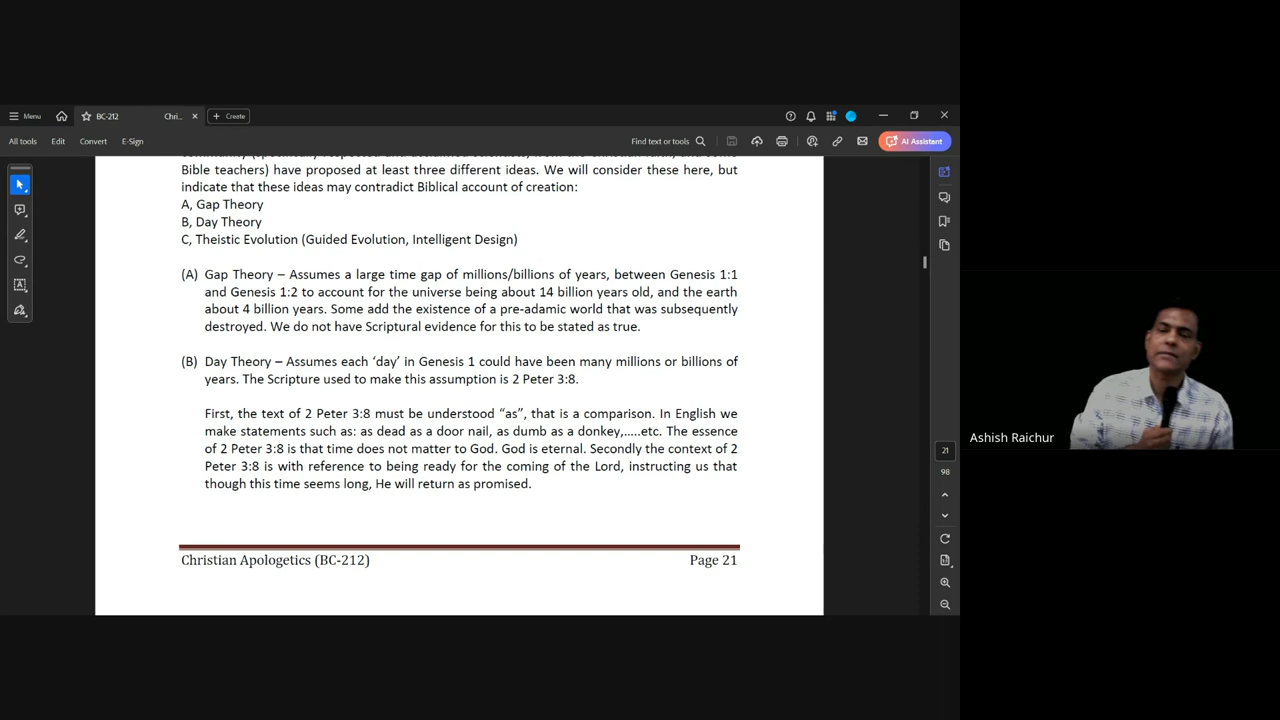 Menu
BC-212
Chri...
Create
All tools
Edit
Convert
E-Sign
Find text or tools
AI Assistant
Bible teachers) have proposed at least three different ideas. We will consider these here, but
indicate that these ideas may contradict Biblical account of creation:
A, Gap Theory
B, Day Theory
C, Theistic Evolution (Guided Evolution, Intelligent Design)
(A) Gap Theory – Assumes a large time gap of millions/billions of years, between Genesis 1:1
and Genesis 1:2 to account for the universe being about 14 billion years old, and the earth
about 4 billion years. Some add the existence of a pre-adamic world that was subsequently
destroyed. We do not have Scriptural evidence for this to be stated as true.
(B) Day Theory – Assumes each ‘day’ in Genesis 1 could have been many millions or billions of
years. The Scripture used to make this assumption is 2 Peter 3:8.
First, the text of 2 Peter 3:8 must be understood “as”, that is a comparison. In English we
make statements such as: as dead as a door nail, as dumb as a donkey,.....etc. The essence
of 2 Peter 3:8 is that time does not matter to God. God is eternal. Secondly the context of 2
Peter 3:8 is with reference to being ready for the coming of the Lord, instructing us that
though this time seems long, He will return as promised.
Christian Apologetics (BC-212)
Page 21
21
98
Ashish Raichur